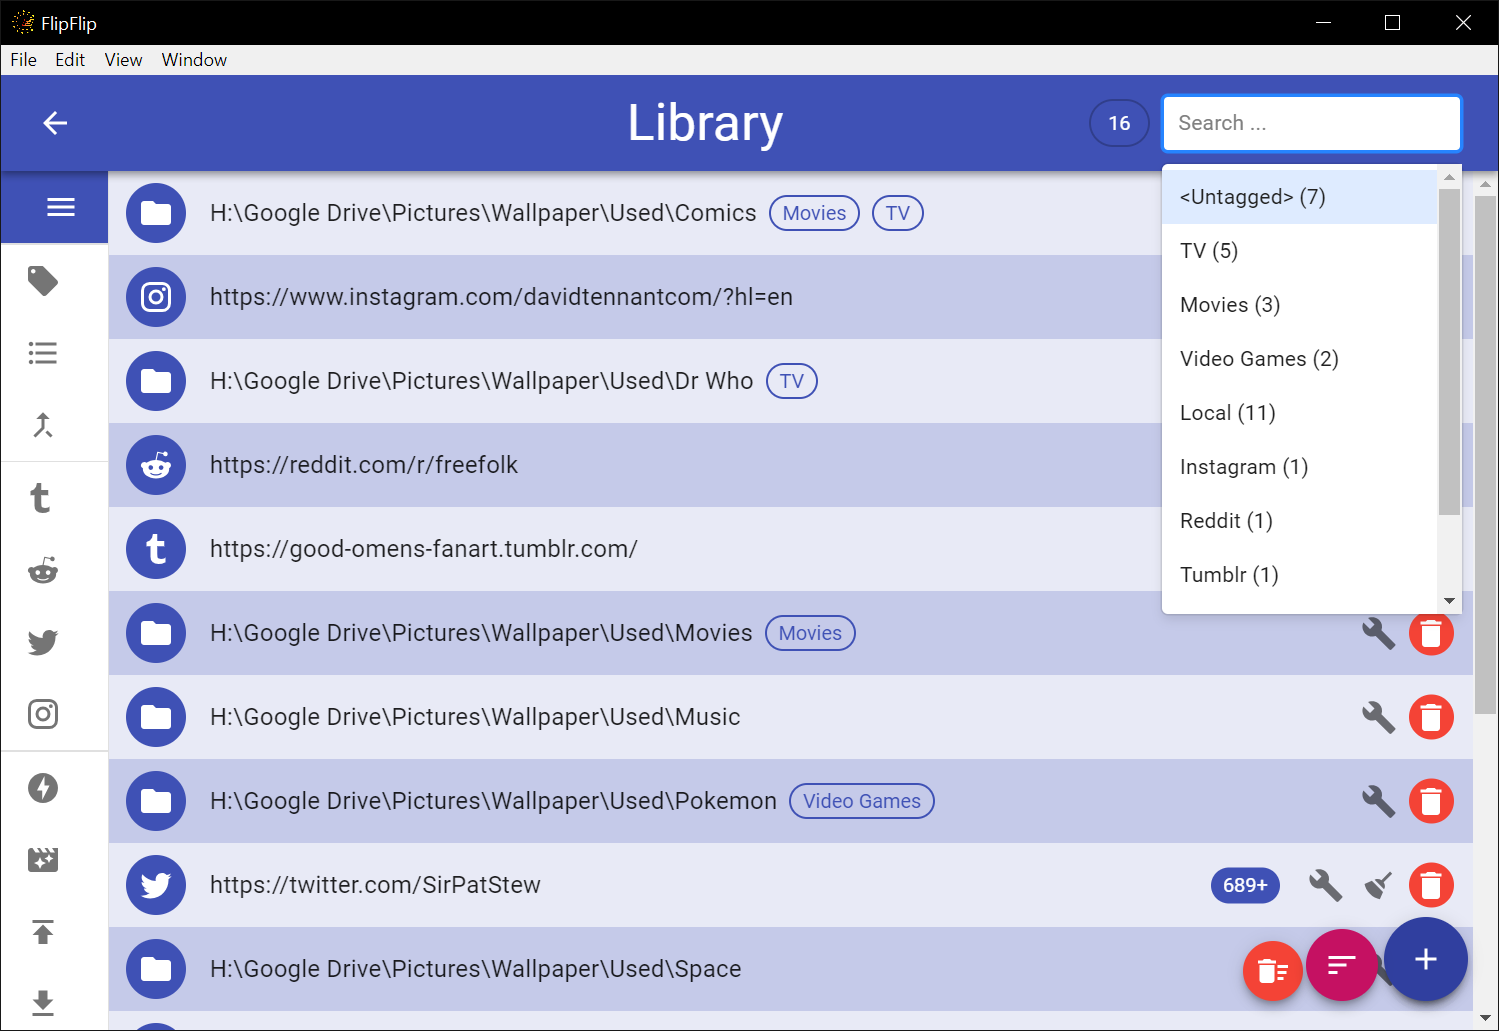 FlipFlip
File Edit View Window
Library
16
Search ...
<Untagged> (7)
TV (5)
Movies (3)
Video Games (2)
Local (11)
Instagram (1)
Reddit (1)
Tumblr (1)
H:\Google Drive\Pictures\Wallpaper\Used\Comics Movies TV
https://www.instagram.com/davidtennantcom/?hl=en
H:\Google Drive\Pictures\Wallpaper\Used\Dr Who TV
https://reddit.com/r/freefolk
https://good-omens-fanart.tumblr.com/
H:\Google Drive\Pictures\Wallpaper\Used\Movies Movies
H:\Google Drive\Pictures\Wallpaper\Used\Music
H:\Google Drive\Pictures\Wallpaper\Used\Pokemon Video Games
https://twitter.com/SirPatStew 689+
H:\Google Drive\Pictures\Wallpaper\Used\Space